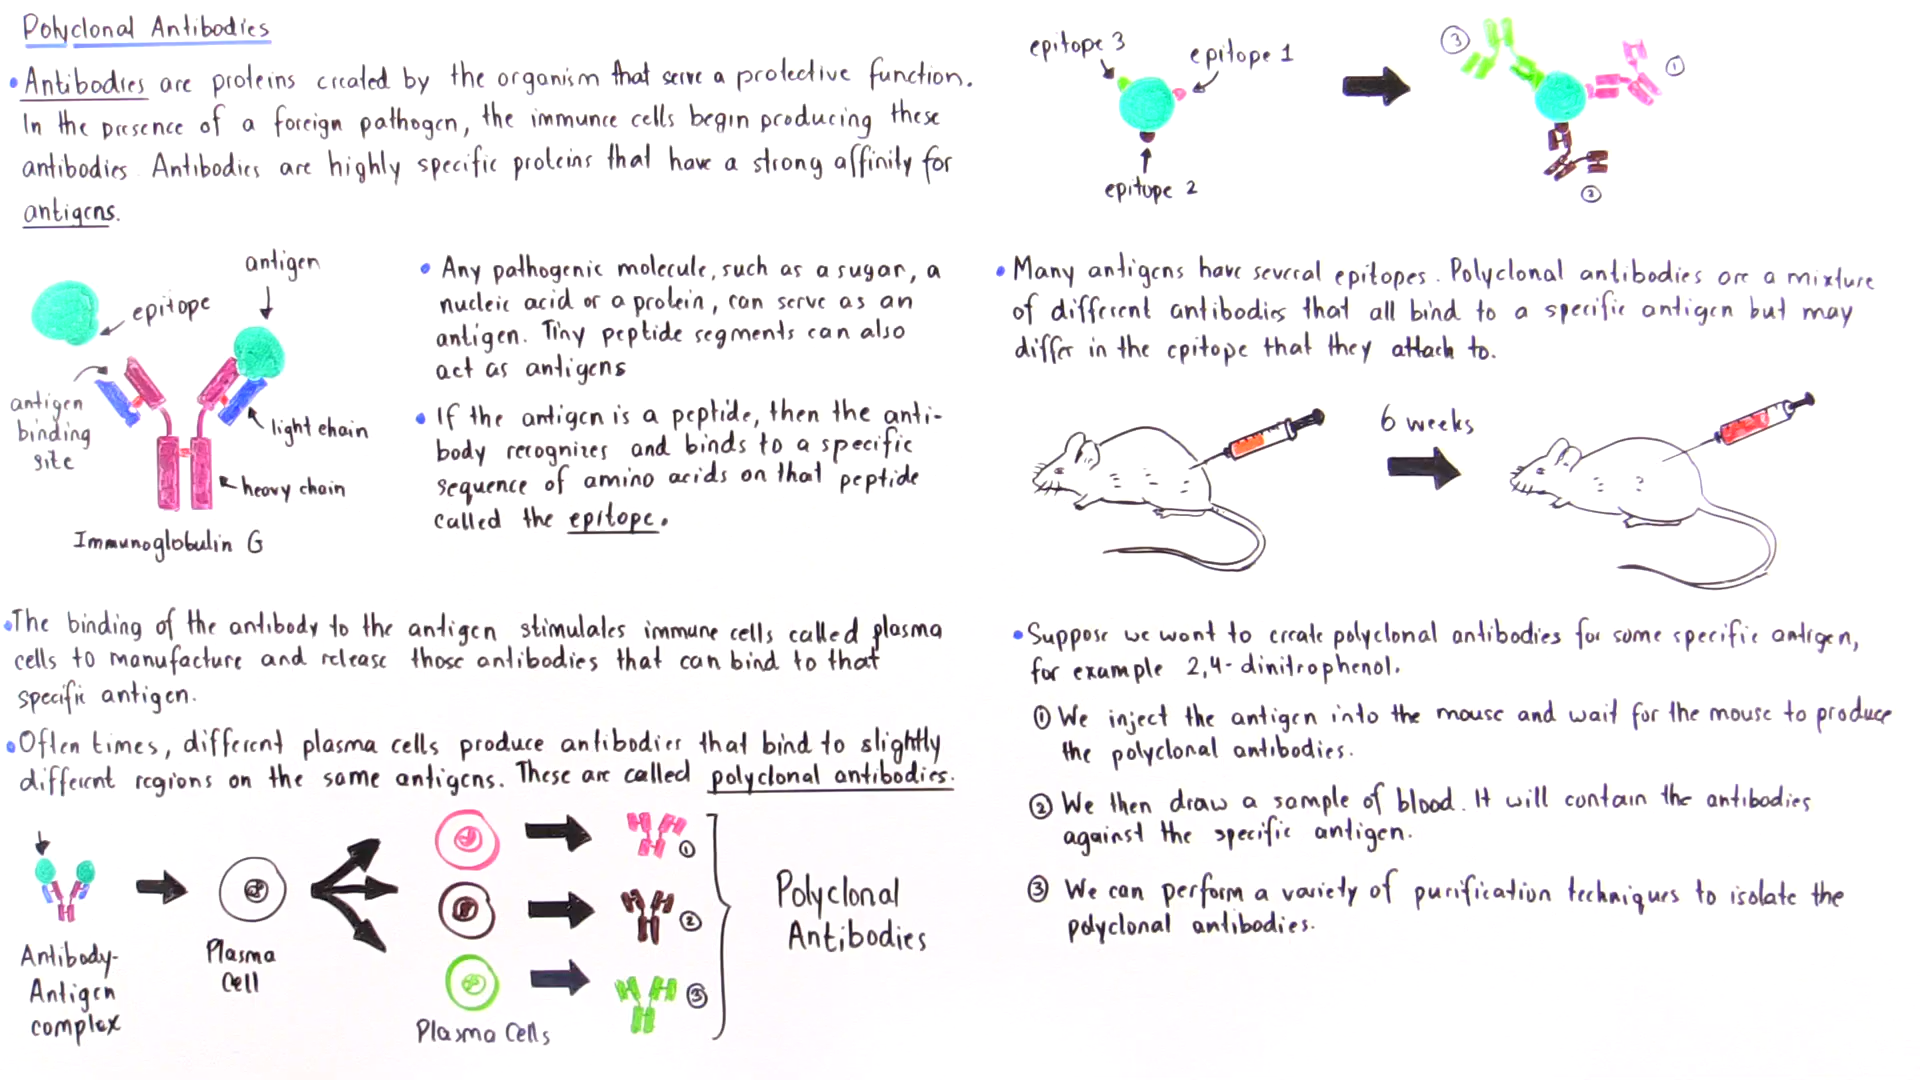 Polyclonal Antibodies
• Antibodies are proteins created by the organism that serve a protective function.
In the presence of a foreign pathogen, the immune cells begin producing these
antibodies. Antibodies are highly specific proteins that have a strong affinity for
antigens.
antigen
epitope
antigen
binding
site
light chain
heavy chain
Immunoglobulin G
• Any pathogenic molecule, such as a sugar, a
nucleic acid or a protein, can serve as an
antigen. Tiny peptide segments can also
act as antigens
• If the antigen is a peptide, then the anti-
body recognizes and binds to a specific
sequence of amino acids on that peptide
called the epitope.
• The binding of the antibody to the antigen stimulates immune cells called plasma
cells to manufacture and release those antibodies that can bind to that
specific antigen.
• Often times, different plasma cells produce antibodies that bind to slightly
different regions on the same antigens. These are called polyclonal antibodies.
Antibody-
Antigen
complex
Plasma
Cell
Plasma Cells
①
②
③
Polyclonal
Antibodies
epitope 3
epitope 1
epitope 2
③
①
②
• Many antigens have several epitopes. Polyclonal antibodies are a mixture
of different antibodies that all bind to a specific antigen but may
differ in the epitope that they attach to.
6 weeks
• Suppose we want to create polyclonal antibodies for some specific antigen,
for example 2,4-dinitrophenol.
① We inject the antigen into the mouse and wait for the mouse to produce
the polyclonal antibodies.
② We then draw a sample of blood. It will contain the antibodies
against the specific antigen.
③ We can perform a variety of purification techniques to isolate the
polyclonal antibodies.